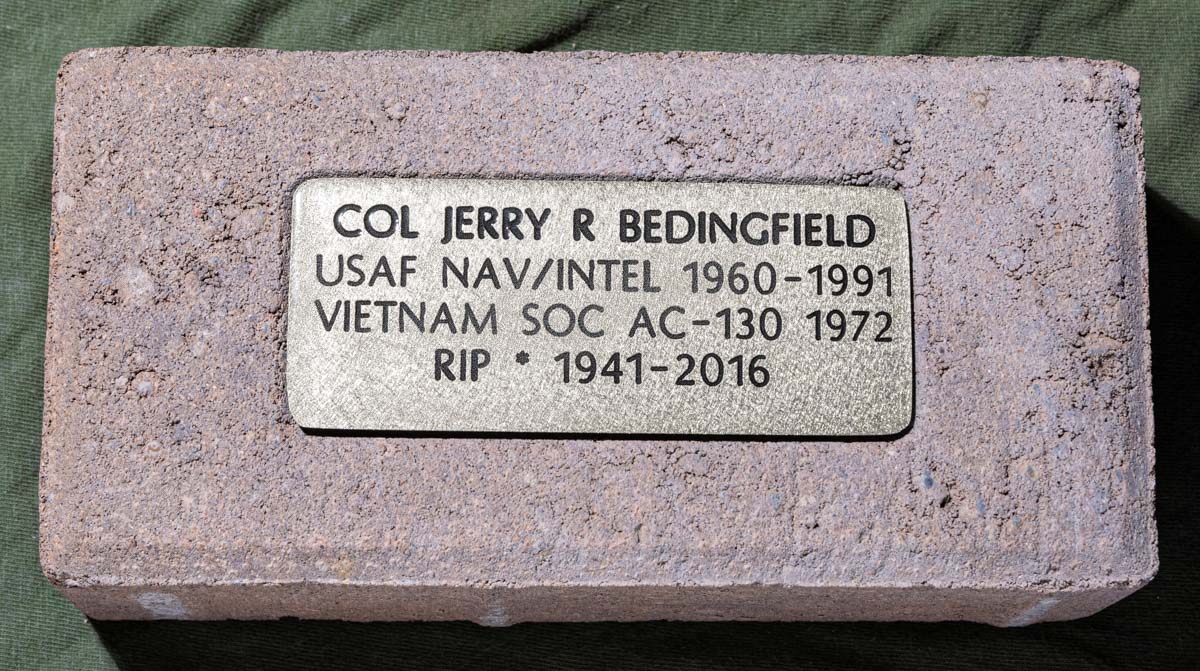 COL JERRY R BEDINGFIELD
USAF NAV/INTEL 1960-1991
VIETNAM SOC AC-130 1972
RIP * 1941-2016